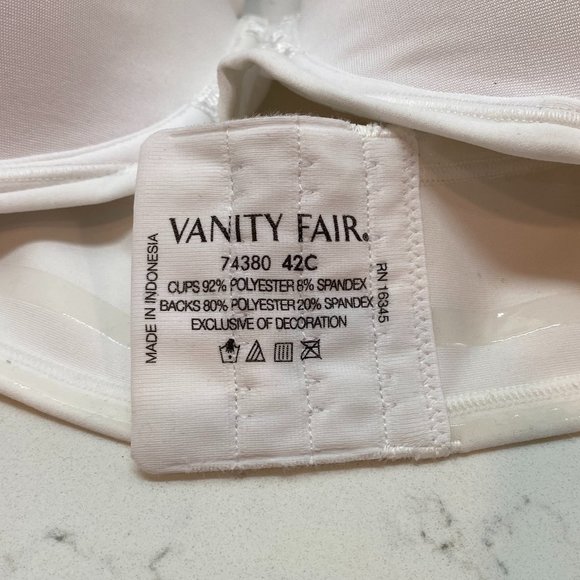 VANITY FAIR®
74380 42C
CUPS 92% POLYESTER 8% SPANDEX
BACKS 80% POLYESTER 20% SPANDEX
EXCLUSIVE OF DECORATION
MADE IN INDONESIA
RN 16345